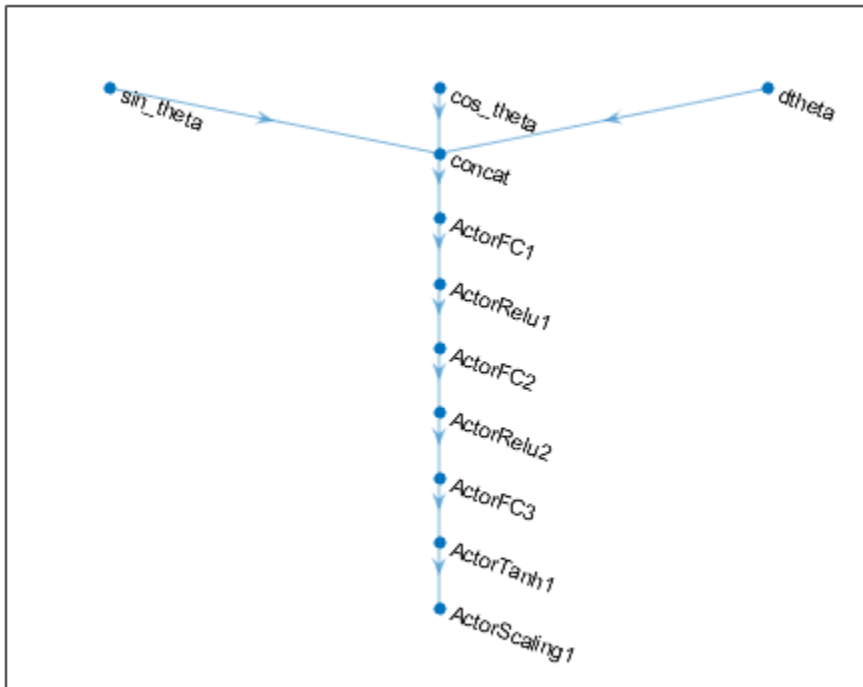 sin_theta
cos_theta
dtheta
concat
ActorFC1
ActorRelu1
ActorFC2
ActorRelu2
ActorFC3
ActorTanh1
ActorScaling1